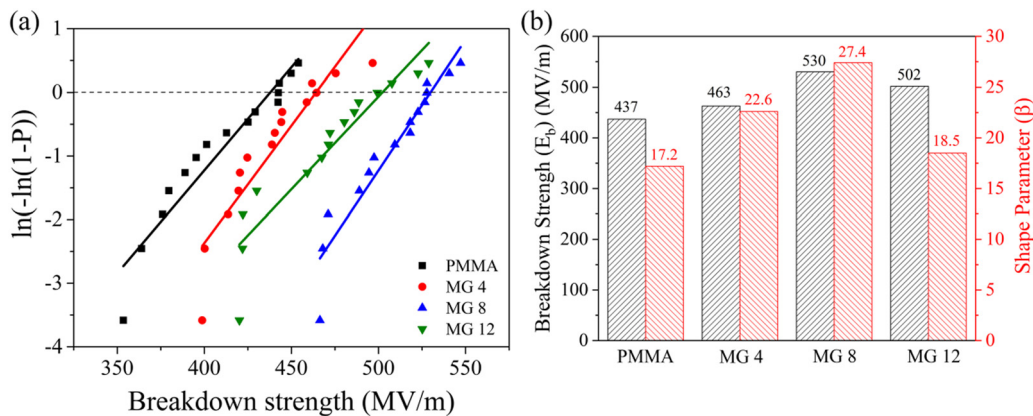 (a)
ln(-ln(1-P))
1
0
-1
-2
-3
-4
PMMA
MG 4
MG 8
MG 12
350 400 450 500 550
Breakdown strength (MV/m)
(b)
Breakdown Strengh (E_b) (MV/m)
600
500
400
300
200
100
0
437
17.2
463
22.6
530
27.4
502
18.5
PMMA MG 4 MG 8 MG 12
30
25
20
15
10
5
0
Shape Parameter (β)